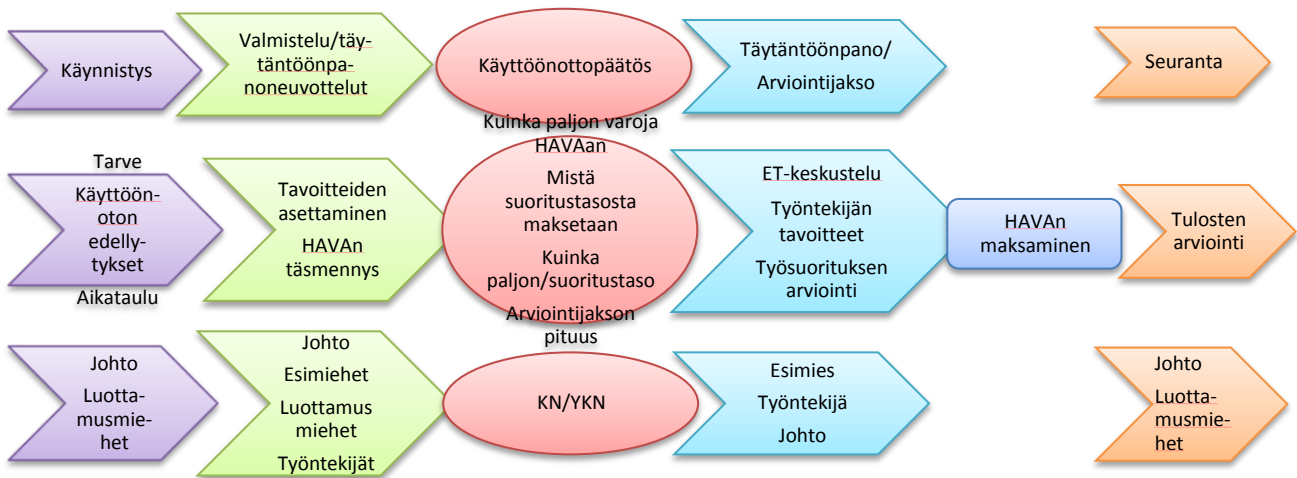 Käynnistys
Valmistelu/täy-
täntöönpa-
noneuvottelut
Käyttöönottopäätös
Täytäntöönpano/
Arviointijakso
Seuranta
Tarve
Käyttöön-
oton
edelly-
tykset
Aikataulu
Tavoitteiden
asettaminen
HAVAn
täsmennys
Kuinka paljon varoja
HAVAan
Mistä
suoritustasosta
maksetaan
Kuinka
paljon/suoritustaso
Arviointijakson
pituus
ET-keskustelu
Työntekijän
tavoitteet
Työsuorituksen
arviointi
HAVAn
maksaminen
Tulosten
arviointi
Johto
Luotta-
musmie-
het
Johto
Esimiehet
Luottamus
miehet
Työntekijät
KN/YKN
Esimies
Työntekijä
Johto
Johto
Luotta-
musmie-
het